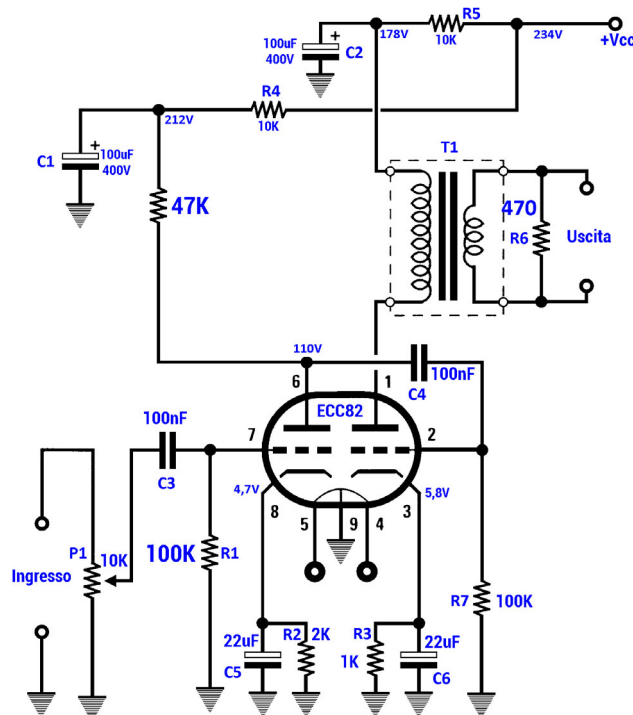 100uF
400V
+
C2
178V
R5
10K
234V
+Vcc
R4
10K
212V
C1
+
100uF
400V
T1
47K
470
R6
Uscita
110V
6
1
100nF
C4
ECC82
100nF
C3
7
2
4,7V
8
5
9
4
3
5,8V
P1
10K
Ingresso
100K
R1
R7
100K
22uF
C5
R2
2K
R3
1K
22uF
C6